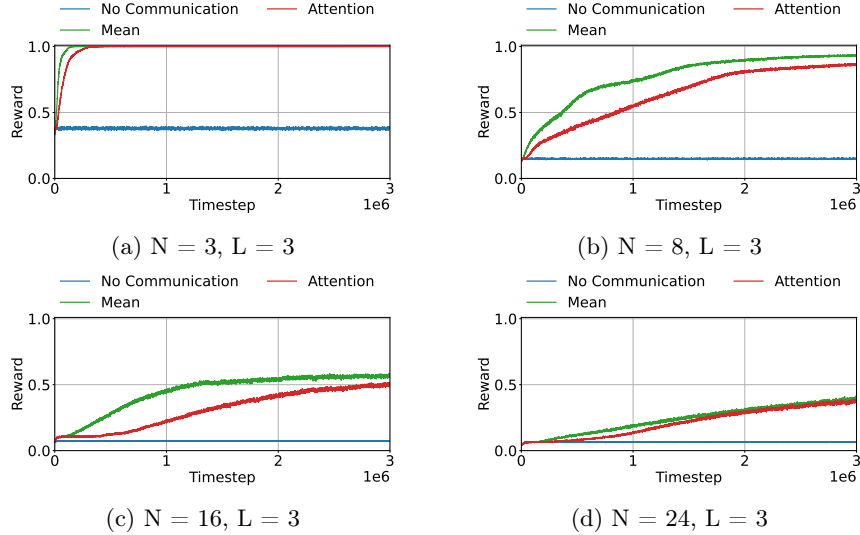 No Communication Attention
Mean
1.0
0.5
0.0
Reward
0 1 2 3
Timestep
1e6
(a) N = 3, L = 3
No Communication Attention
Mean
1.0
0.5
0.0
Reward
0 1 2 3
Timestep
1e6
(b) N = 8, L = 3
No Communication Attention
Mean
1.0
0.5
0.0
Reward
0 1 2 3
Timestep
1e6
(c) N = 16, L = 3
No Communication Attention
Mean
1.0
0.5
0.0
Reward
0 1 2 3
Timestep
1e6
(d) N = 24, L = 3